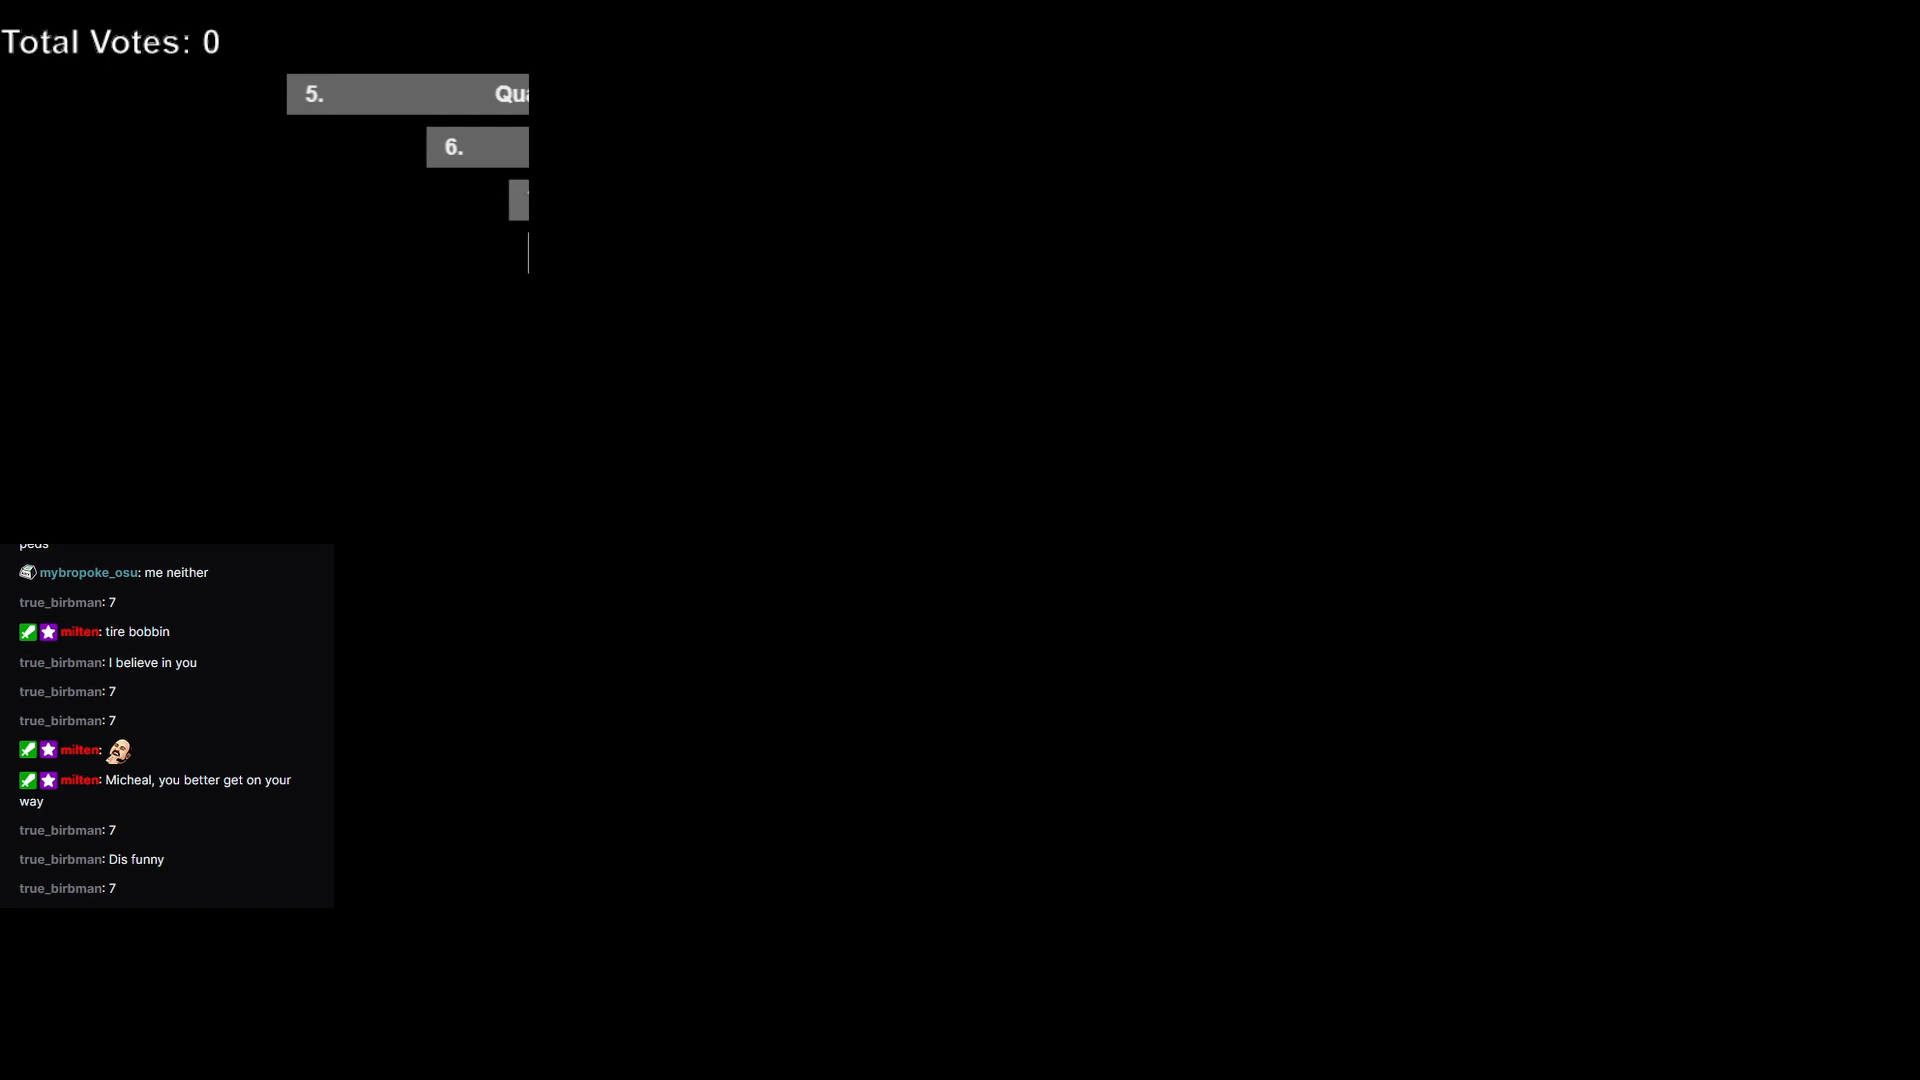 Total Votes: 0
5.
6.
peds
mybropoke_osu: me neither
true_birbman: 7
milten: tire bobbin
true_birbman: I believe in you
true_birbman: 7
true_birbman: 7
milten:
milten: Micheal, you better get on your
way
true_birbman: 7
true_birbman: Dis funny
true_birbman: 7